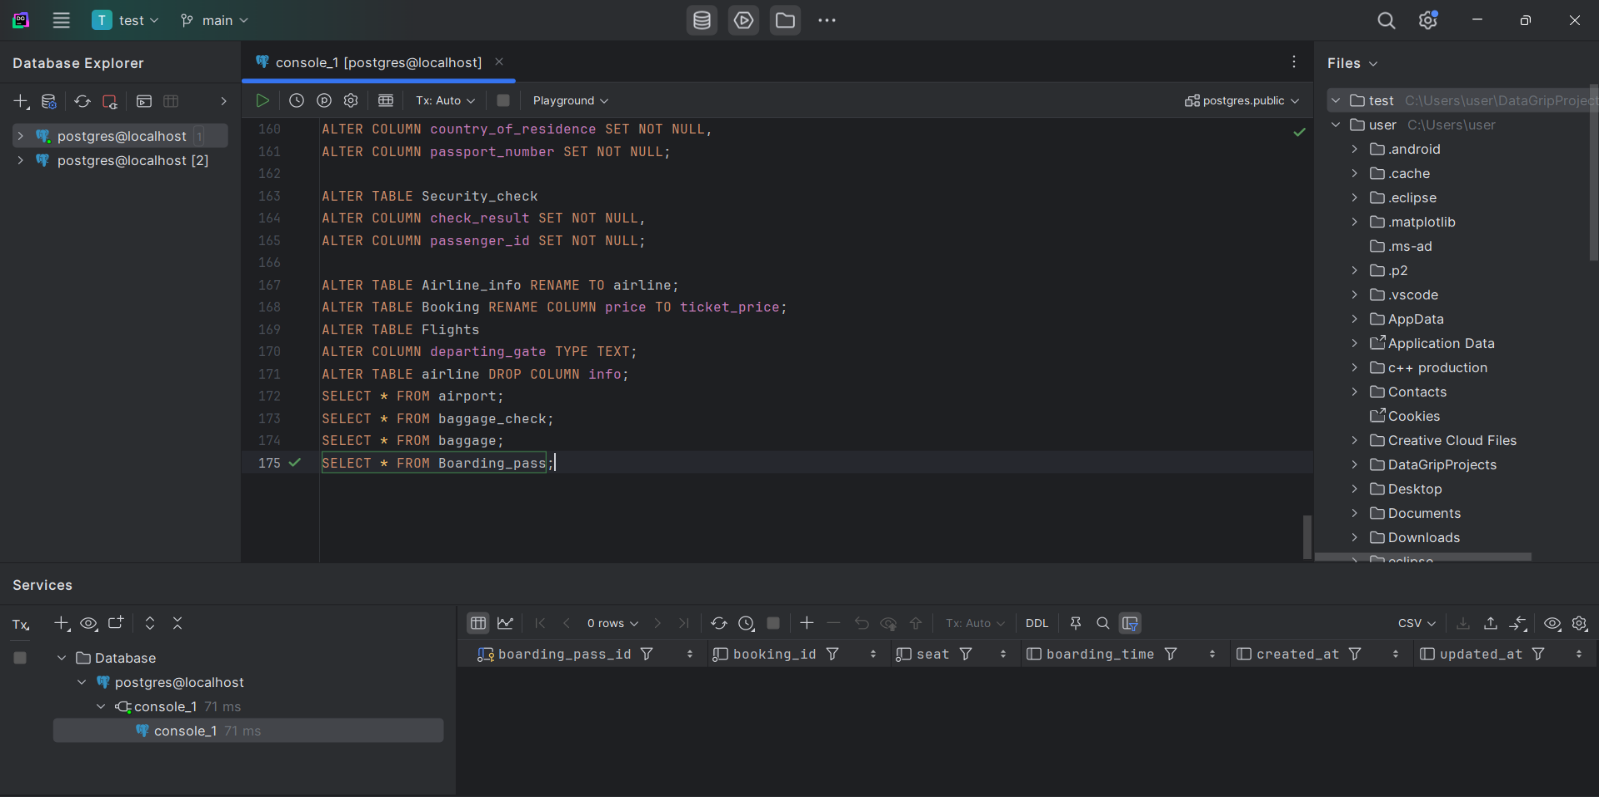 T test main
Database Explorer
console_1 [postgres@localhost]
Files
Tx: Auto Playground postgres.public
postgres@localhost 1
postgres@localhost [2]
160 ALTER COLUMN country_of_residence SET NOT NULL,
161 ALTER COLUMN passport_number SET NOT NULL;
162
163 ALTER TABLE Security_check
164 ALTER COLUMN check_result SET NOT NULL,
165 ALTER COLUMN passenger_id SET NOT NULL;
166
167 ALTER TABLE Airline_info RENAME TO airline;
168 ALTER TABLE Booking RENAME COLUMN price TO ticket_price;
169 ALTER TABLE Flights
170 ALTER COLUMN departing_gate TYPE TEXT;
171 ALTER TABLE airline DROP COLUMN info;
172 SELECT * FROM airport;
173 SELECT * FROM baggage_check;
174 SELECT * FROM baggage;
175 SELECT * FROM Boarding_pass;
test C:\Users\user\DataGripProject
user C:\Users\user
.android
.cache
.eclipse
.matplotlib
.ms-ad
.p2
.vscode
AppData
Application Data
c++ production
Contacts
Cookies
Creative Cloud Files
DataGripProjects
Desktop
Documents
Downloads
eclipse
Services
Tx
Database
postgres@localhost
console_1 71 ms
console_1 71 ms
0 rows Tx: Auto DDL CSV
boarding_pass_id booking_id seat boarding_time created_at updated_at